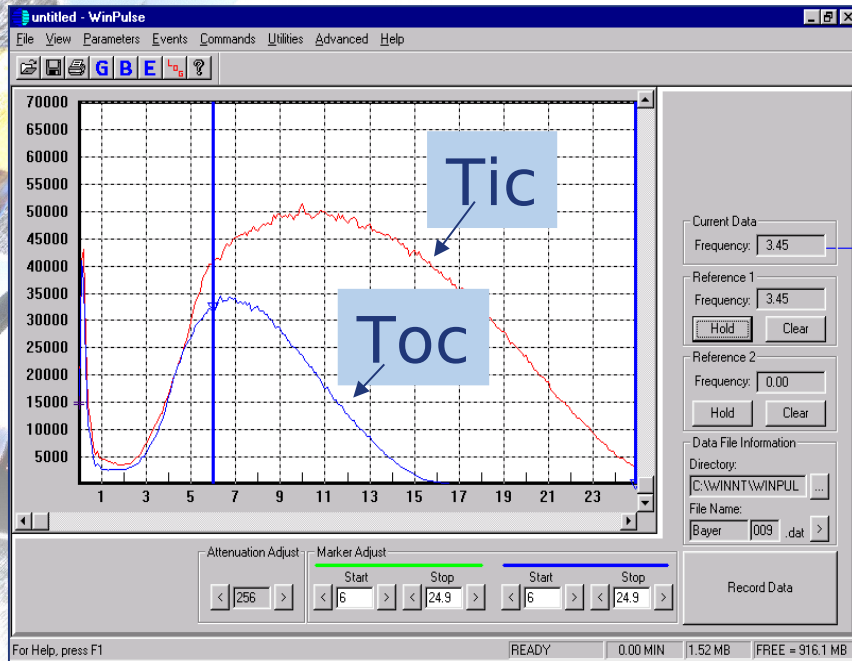 untitled - WinPulse
File View Parameters Events Commands Utilities Advanced Help
G B E Log ?
70000
65000
60000
55000
50000
45000
40000
35000
30000
25000
20000
15000
10000
5000
Tic
Toc
1 3 5 7 9 11 13 15 17 19 21 23
Current Data
Frequency: 3.45
Reference 1
Frequency: 3.45
Hold Clear
Reference 2
Frequency: 0.00
Hold Clear
Data File Information
Directory:
C:\WINNT\WINPUL ...
File Name:
Bayer 009 .dat >
Attenuation Adjust
< 256 >
Marker Adjust
Start Stop Start Stop
< 6 > < 24.9 > < 6 > < 24.9 >
Record Data
For Help, press F1 READY 0.00 MIN 1.52 MB FREE = 916.1 MB